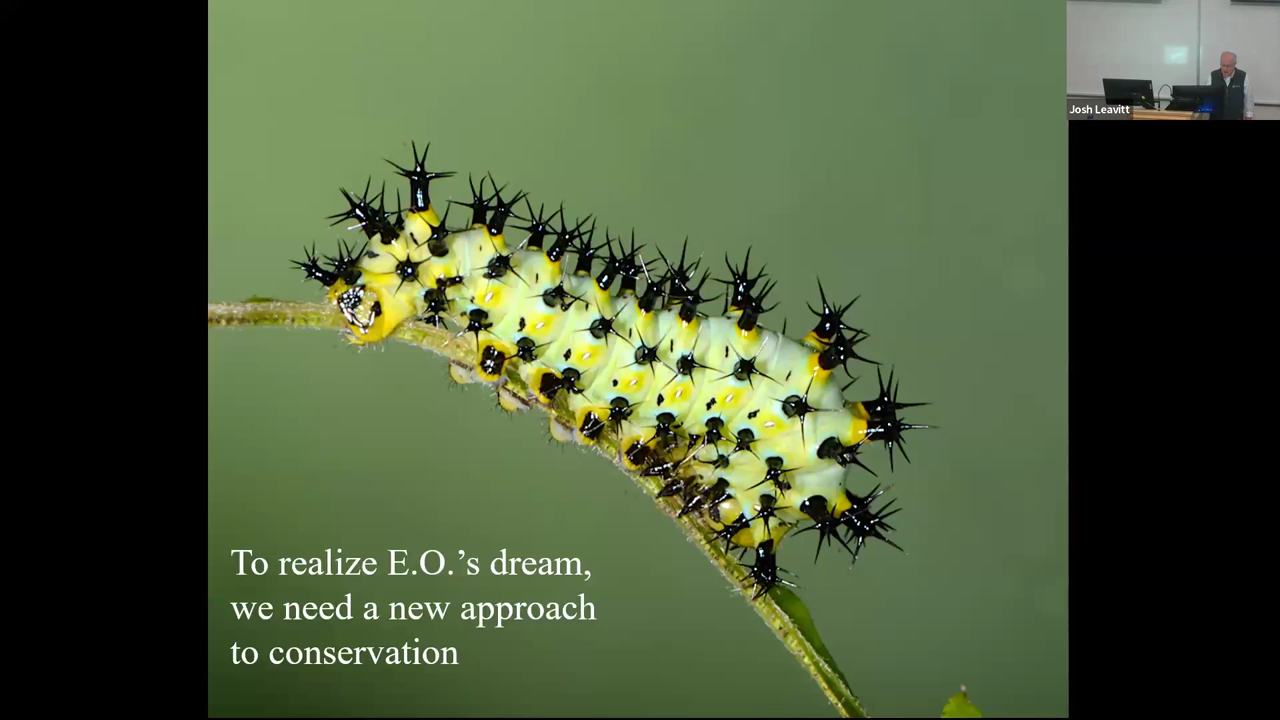 Josh Leavitt
To realize E.O.’s dream,
we need a new approach
to conservation